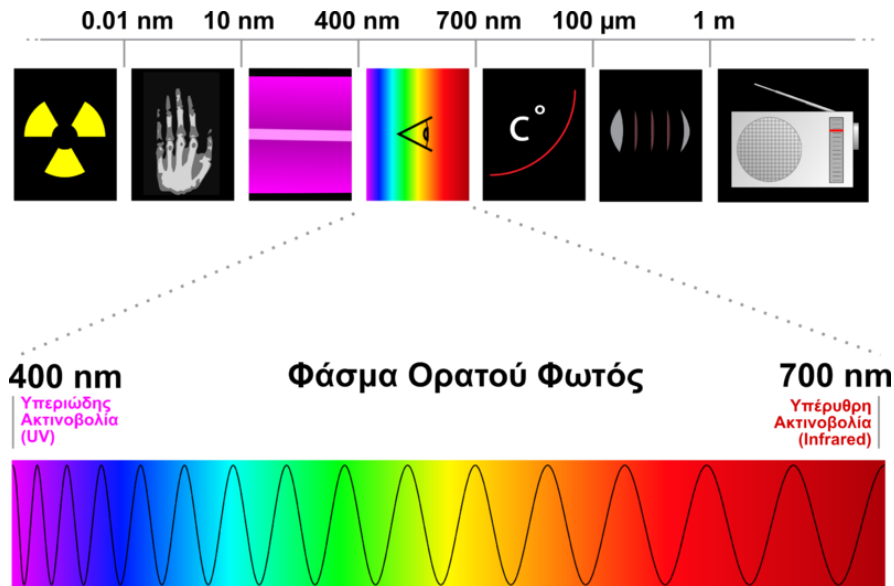 0.01 nm 10 nm 400 nm 700 nm 100 μm 1 m
C°
400 nm Φάσμα Ορατού Φωτός 700 nm
Υπεριώδης
Ακτινοβολία
(UV)
Υπέρυθρη
Ακτινοβολία
(Infrared)